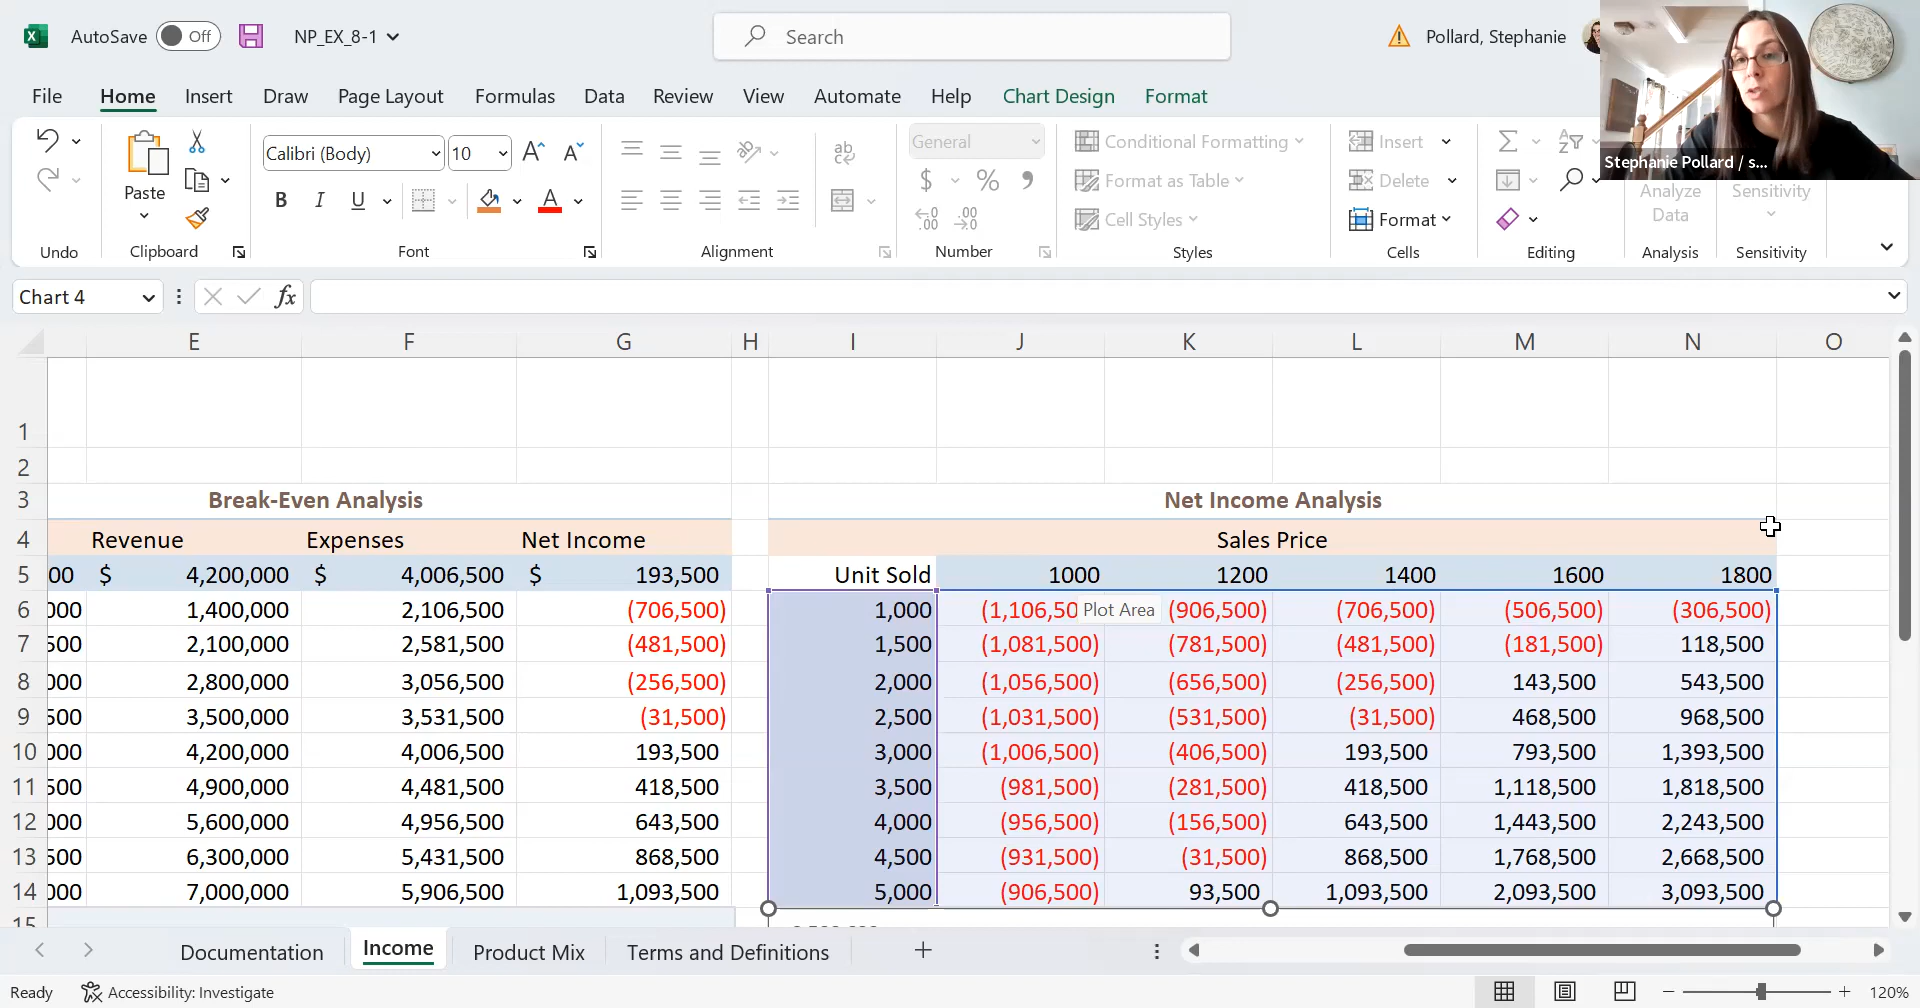 AutoSave Off NP_EX_8-1 Search Pollard, Stephanie
File Home Insert Draw Page Layout Formulas Data Review View Automate Help Chart Design Format
Stephanie Pollard / s...
Paste
Calibri (Body) 10
B I U
ab
General
$ % 9
Conditional Formatting
Format as Table
Cell Styles
Insert
Delete
Format
Analyze Data
Sensitivity
Undo Clipboard Font Alignment Number Styles Cells Editing Analysis Sensitivity
Chart 4 fx
E F G H I J K L M N O
1
2
3 Break-Even Analysis Net Income Analysis
4 Revenue Expenses Net Income Sales Price
5 00 $ 4,200,000 $ 4,006,500 $ 193,500 Unit Sold 1000 1200 1400 1600 1800
6 000 1,400,000 2,106,500 (706,500) 1,000 (1,106,50 Plot Area (906,500) (706,500) (506,500) (306,500)
7 500 2,100,000 2,581,500 (481,500) 1,500 (1,081,500) (781,500) (481,500) (181,500) 118,500
8 000 2,800,000 3,056,500 (256,500) 2,000 (1,056,500) (656,500) (256,500) 143,500 543,500
9 500 3,500,000 3,531,500 (31,500) 2,500 (1,031,500) (531,500) (31,500) 468,500 968,500
10 000 4,200,000 4,006,500 193,500 3,000 (1,006,500) (406,500) 193,500 793,500 1,393,500
11 500 4,900,000 4,481,500 418,500 3,500 (981,500) (281,500) 418,500 1,118,500 1,818,500
12 000 5,600,000 4,956,500 643,500 4,000 (956,500) (156,500) 643,500 1,443,500 2,243,500
13 500 6,300,000 5,431,500 868,500 4,500 (931,500) (31,500) 868,500 1,768,500 2,668,500
14 000 7,000,000 5,906,500 1,093,500 5,000 (906,500) 93,500 1,093,500 2,093,500 3,093,500
15
Documentation Income Product Mix Terms and Definitions
Ready Accessibility: Investigate 120%